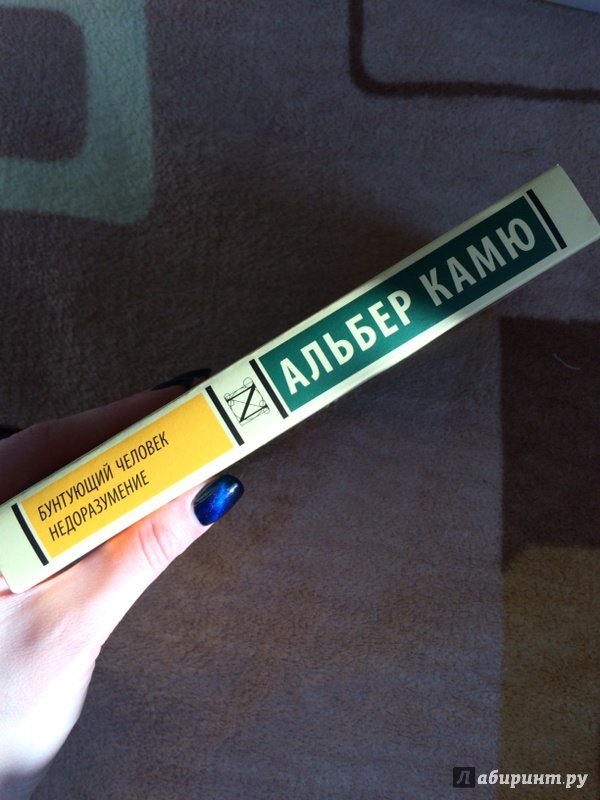 АЛЬБЕР КАМЮ
БУНТУЮЩИЙ ЧЕЛОВЕК
НЕДОРАЗУМЕНИЕ
Лабиринт.ру